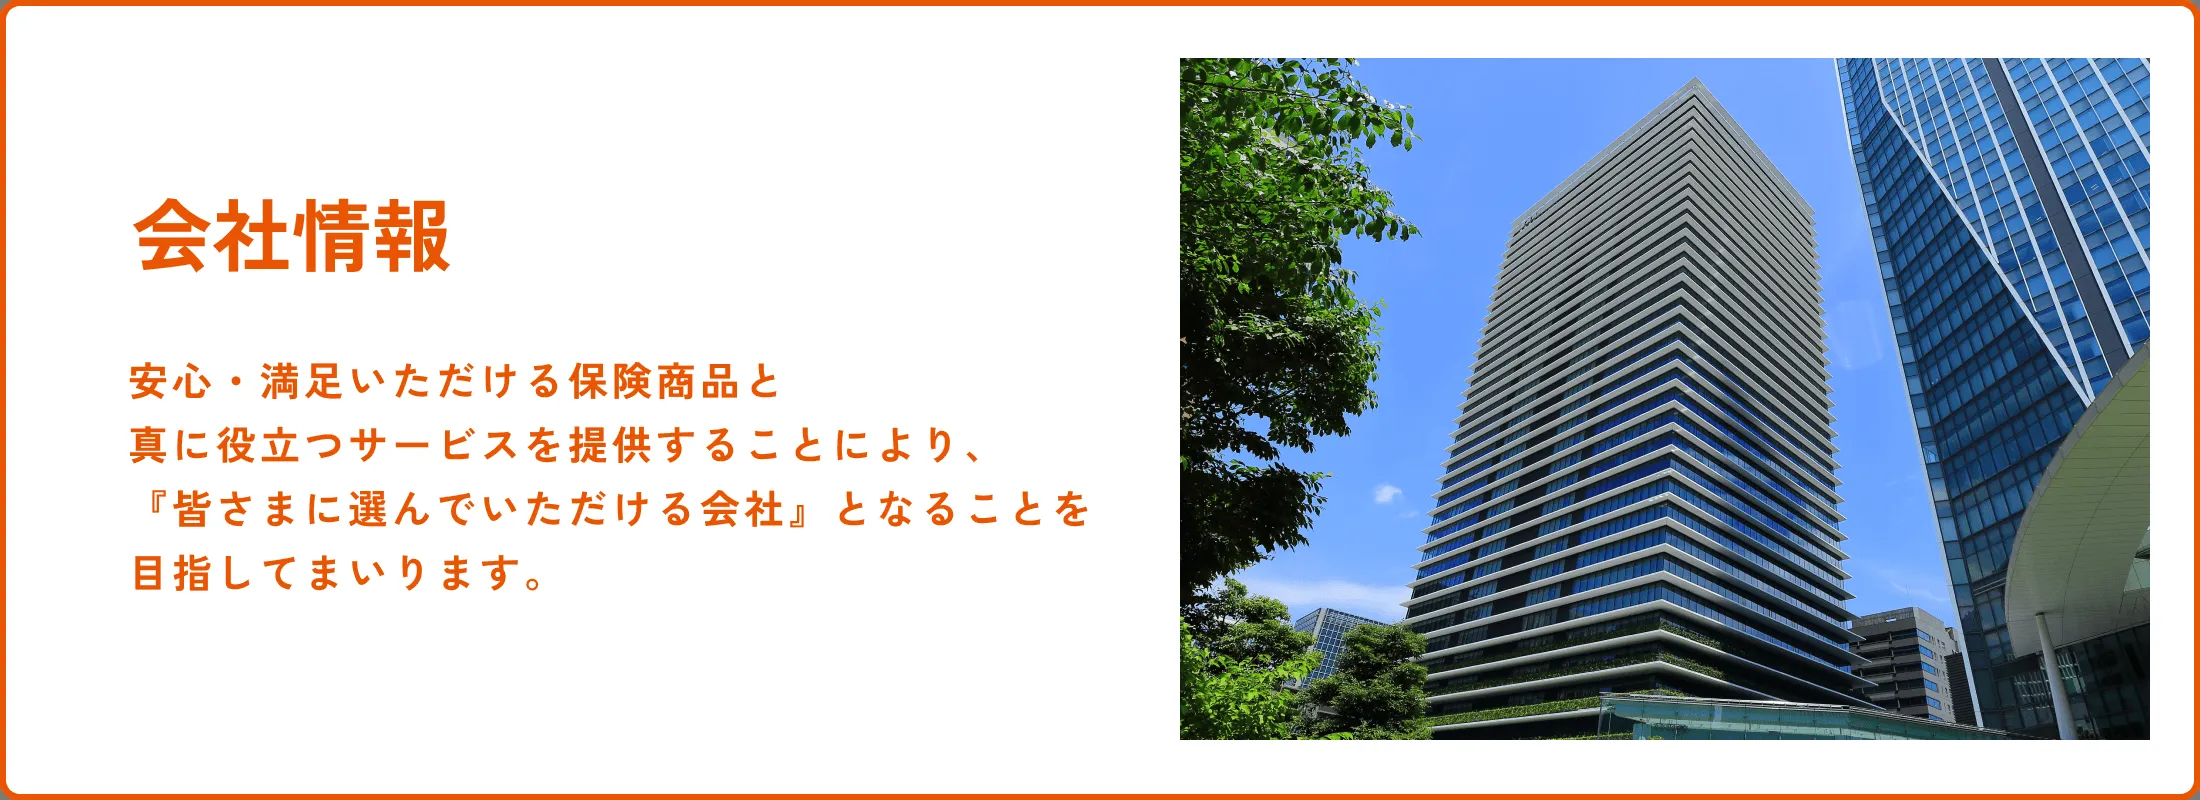 会社情報
安心・満足いただける保険商品と
真に役立つサービスを提供することにより、
『皆さまに選んでいただける会社』となることを
目指してまいります。